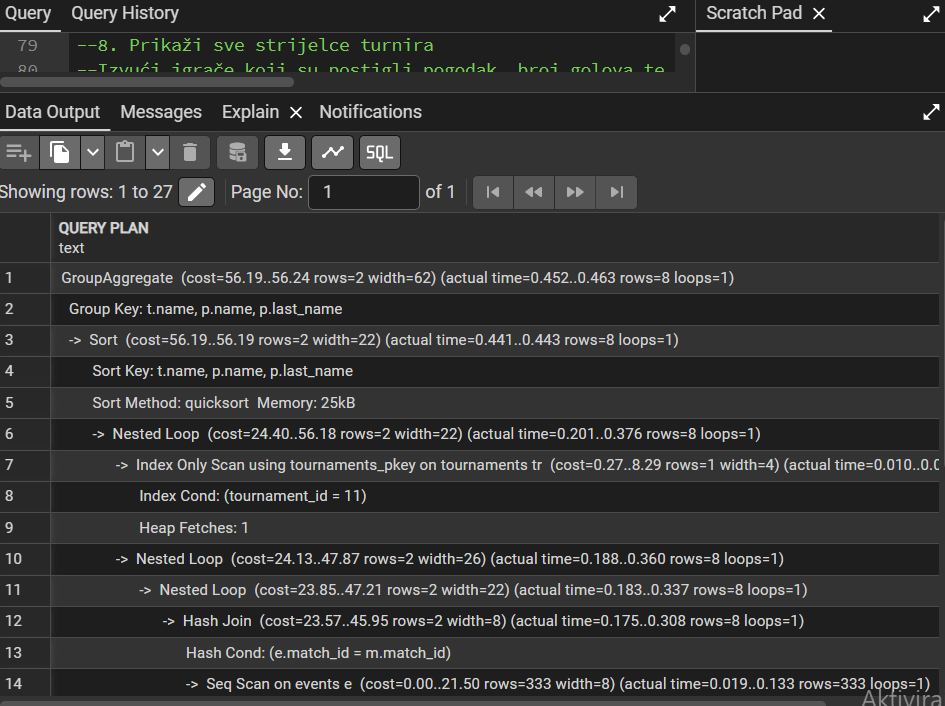 Query Query History
Scratch Pad
79 --8. Prikaži sve strijelce turnira
80 --Izvući igrače koji su postigli pogodak, broj golova te
Data Output Messages Explain Notifications
SQL
Showing rows: 1 to 27 Page No: 1 of 1
QUERY PLAN
text
1 GroupAggregate (cost=56.19..56.24 rows=2 width=62) (actual time=0.452..0.463 rows=8 loops=1)
2 Group Key: t.name, p.name, p.last_name
3 -> Sort (cost=56.19..56.19 rows=2 width=22) (actual time=0.441..0.443 rows=8 loops=1)
4 Sort Key: t.name, p.name, p.last_name
5 Sort Method: quicksort Memory: 25kB
6 -> Nested Loop (cost=24.40..56.18 rows=2 width=22) (actual time=0.201..0.376 rows=8 loops=1)
7 -> Index Only Scan using tournaments_pkey on tournaments tr (cost=0.27..8.29 rows=1 width=4) (actual time=0.010..0.0
8 Index Cond: (tournament_id = 11)
9 Heap Fetches: 1
10 -> Nested Loop (cost=24.13..47.87 rows=2 width=26) (actual time=0.188..0.360 rows=8 loops=1)
11 -> Nested Loop (cost=23.85..47.21 rows=2 width=22) (actual time=0.183..0.337 rows=8 loops=1)
12 -> Hash Join (cost=23.57..45.95 rows=2 width=8) (actual time=0.175..0.308 rows=8 loops=1)
13 Hash Cond: (e.match_id = m.match_id)
14 -> Seq Scan on events e (cost=0.00..21.50 rows=333 width=8) (actual time=0.019..0.133 rows=333 loops=1)
Aktivira